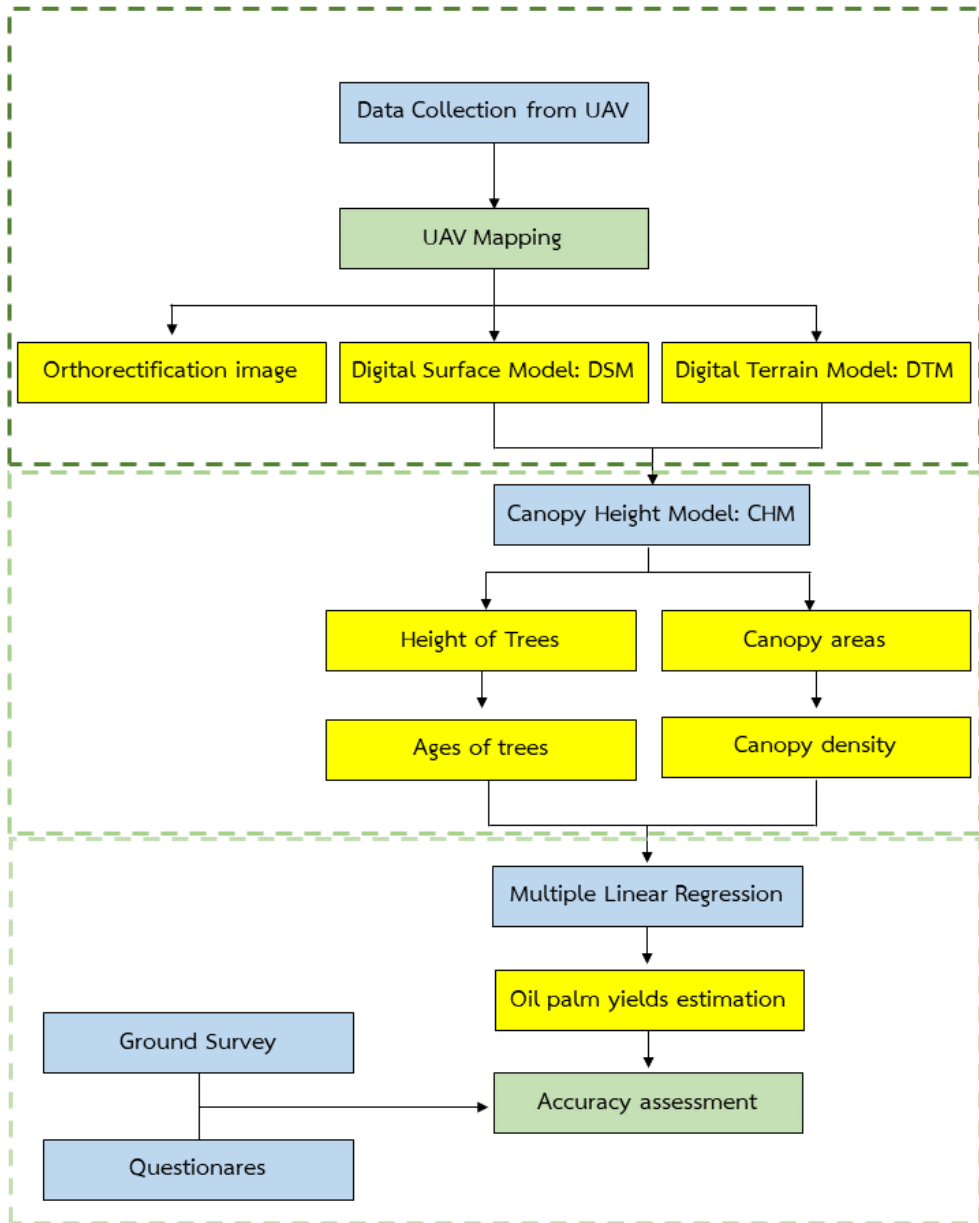 Data Collection from UAV
UAV Mapping
Orthorectification image
Digital Surface Model: DSM
Digital Terrain Model: DTM
Canopy Height Model: CHM
Height of Trees
Canopy areas
Ages of trees
Canopy density
Multiple Linear Regression
Oil palm yields estimation
Ground Survey
Accuracy assessment
Questionares